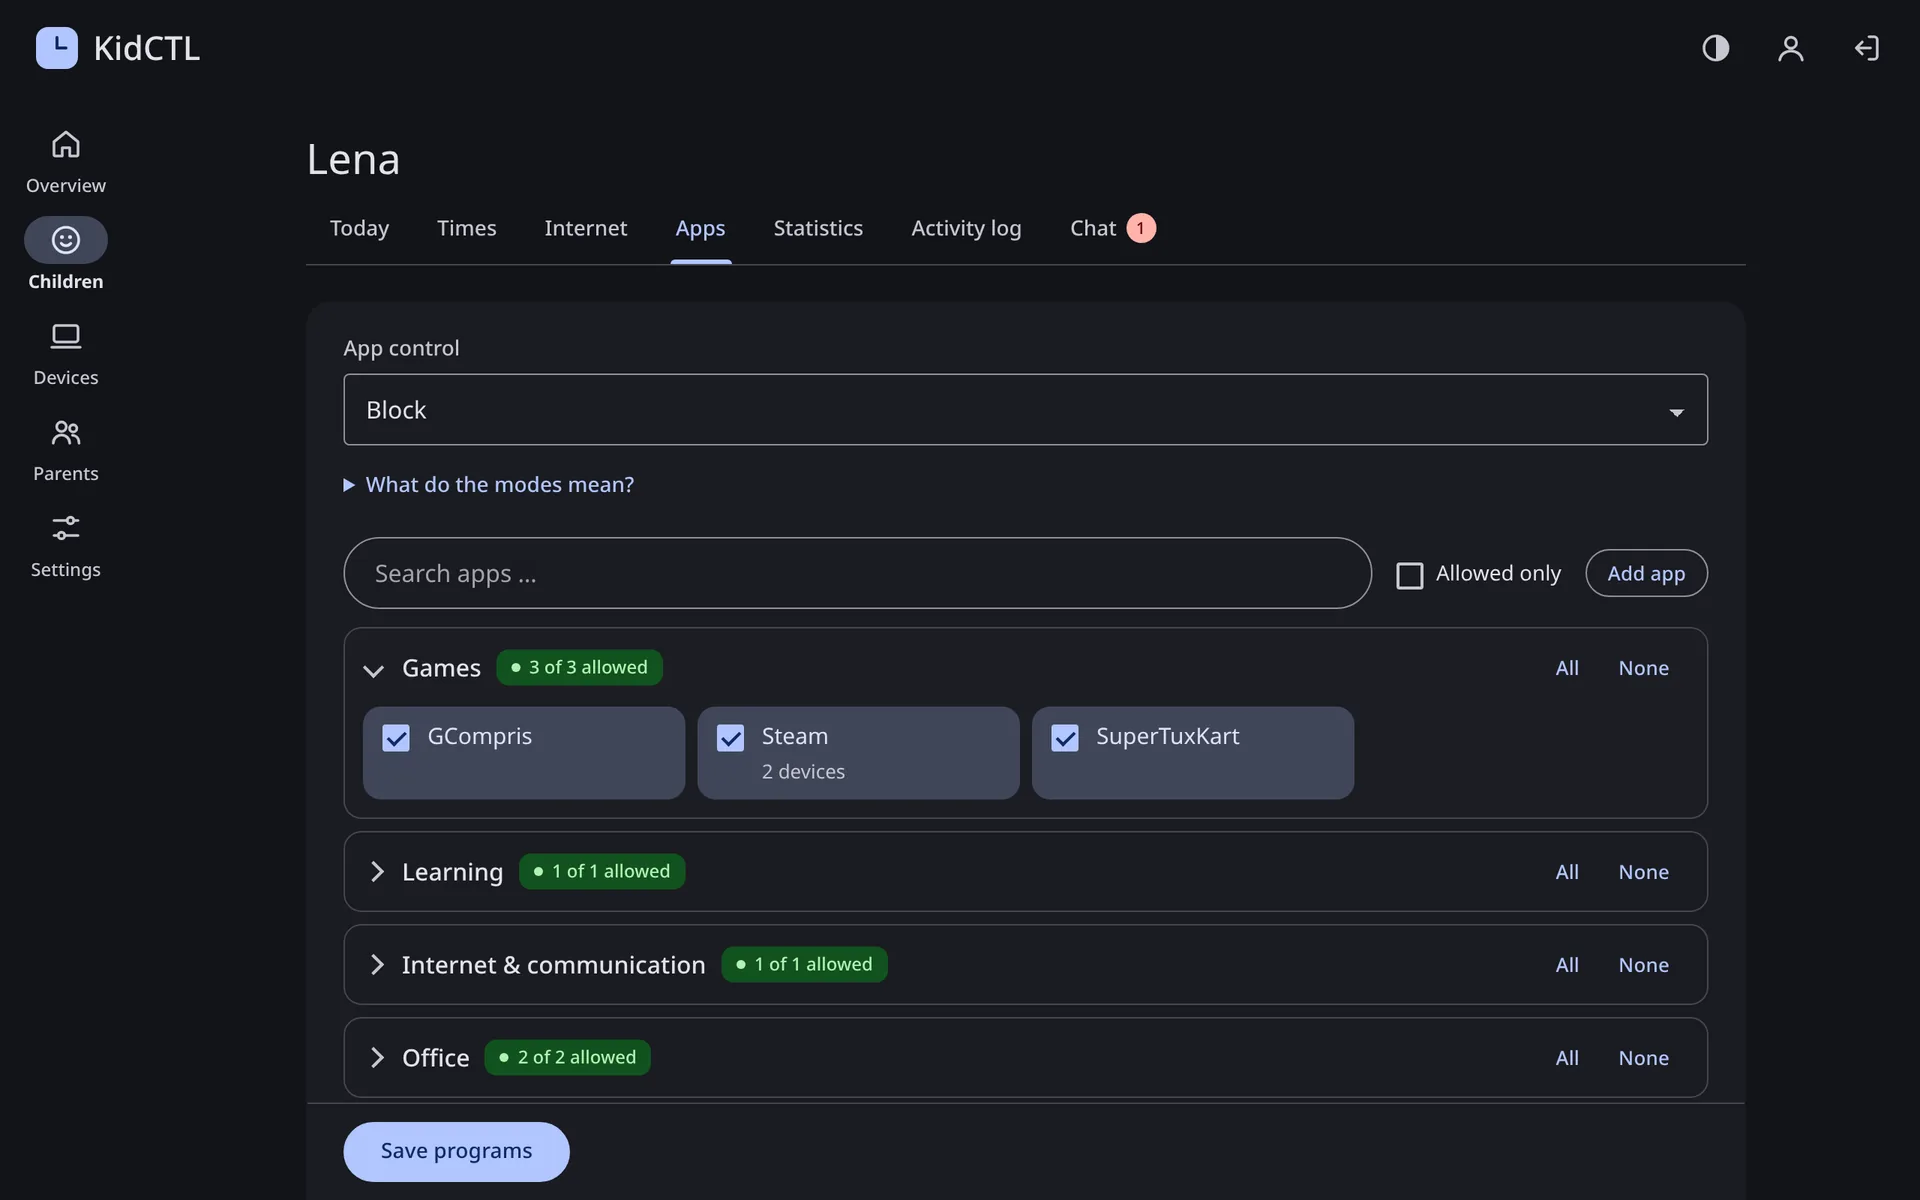 KidCTL
Overview
Children
Devices
Parents
Settings
Lena
Today
Times
Internet
Apps
Statistics
Activity log
Chat 1
App control
Block
What do the modes mean?
Search apps ...
Allowed only
Add app
Games 3 of 3 allowed All None
GCompris
Steam
2 devices
SuperTuxKart
Learning 1 of 1 allowed All None
Internet & communication 1 of 1 allowed All None
Office 2 of 2 allowed All None
Save programs